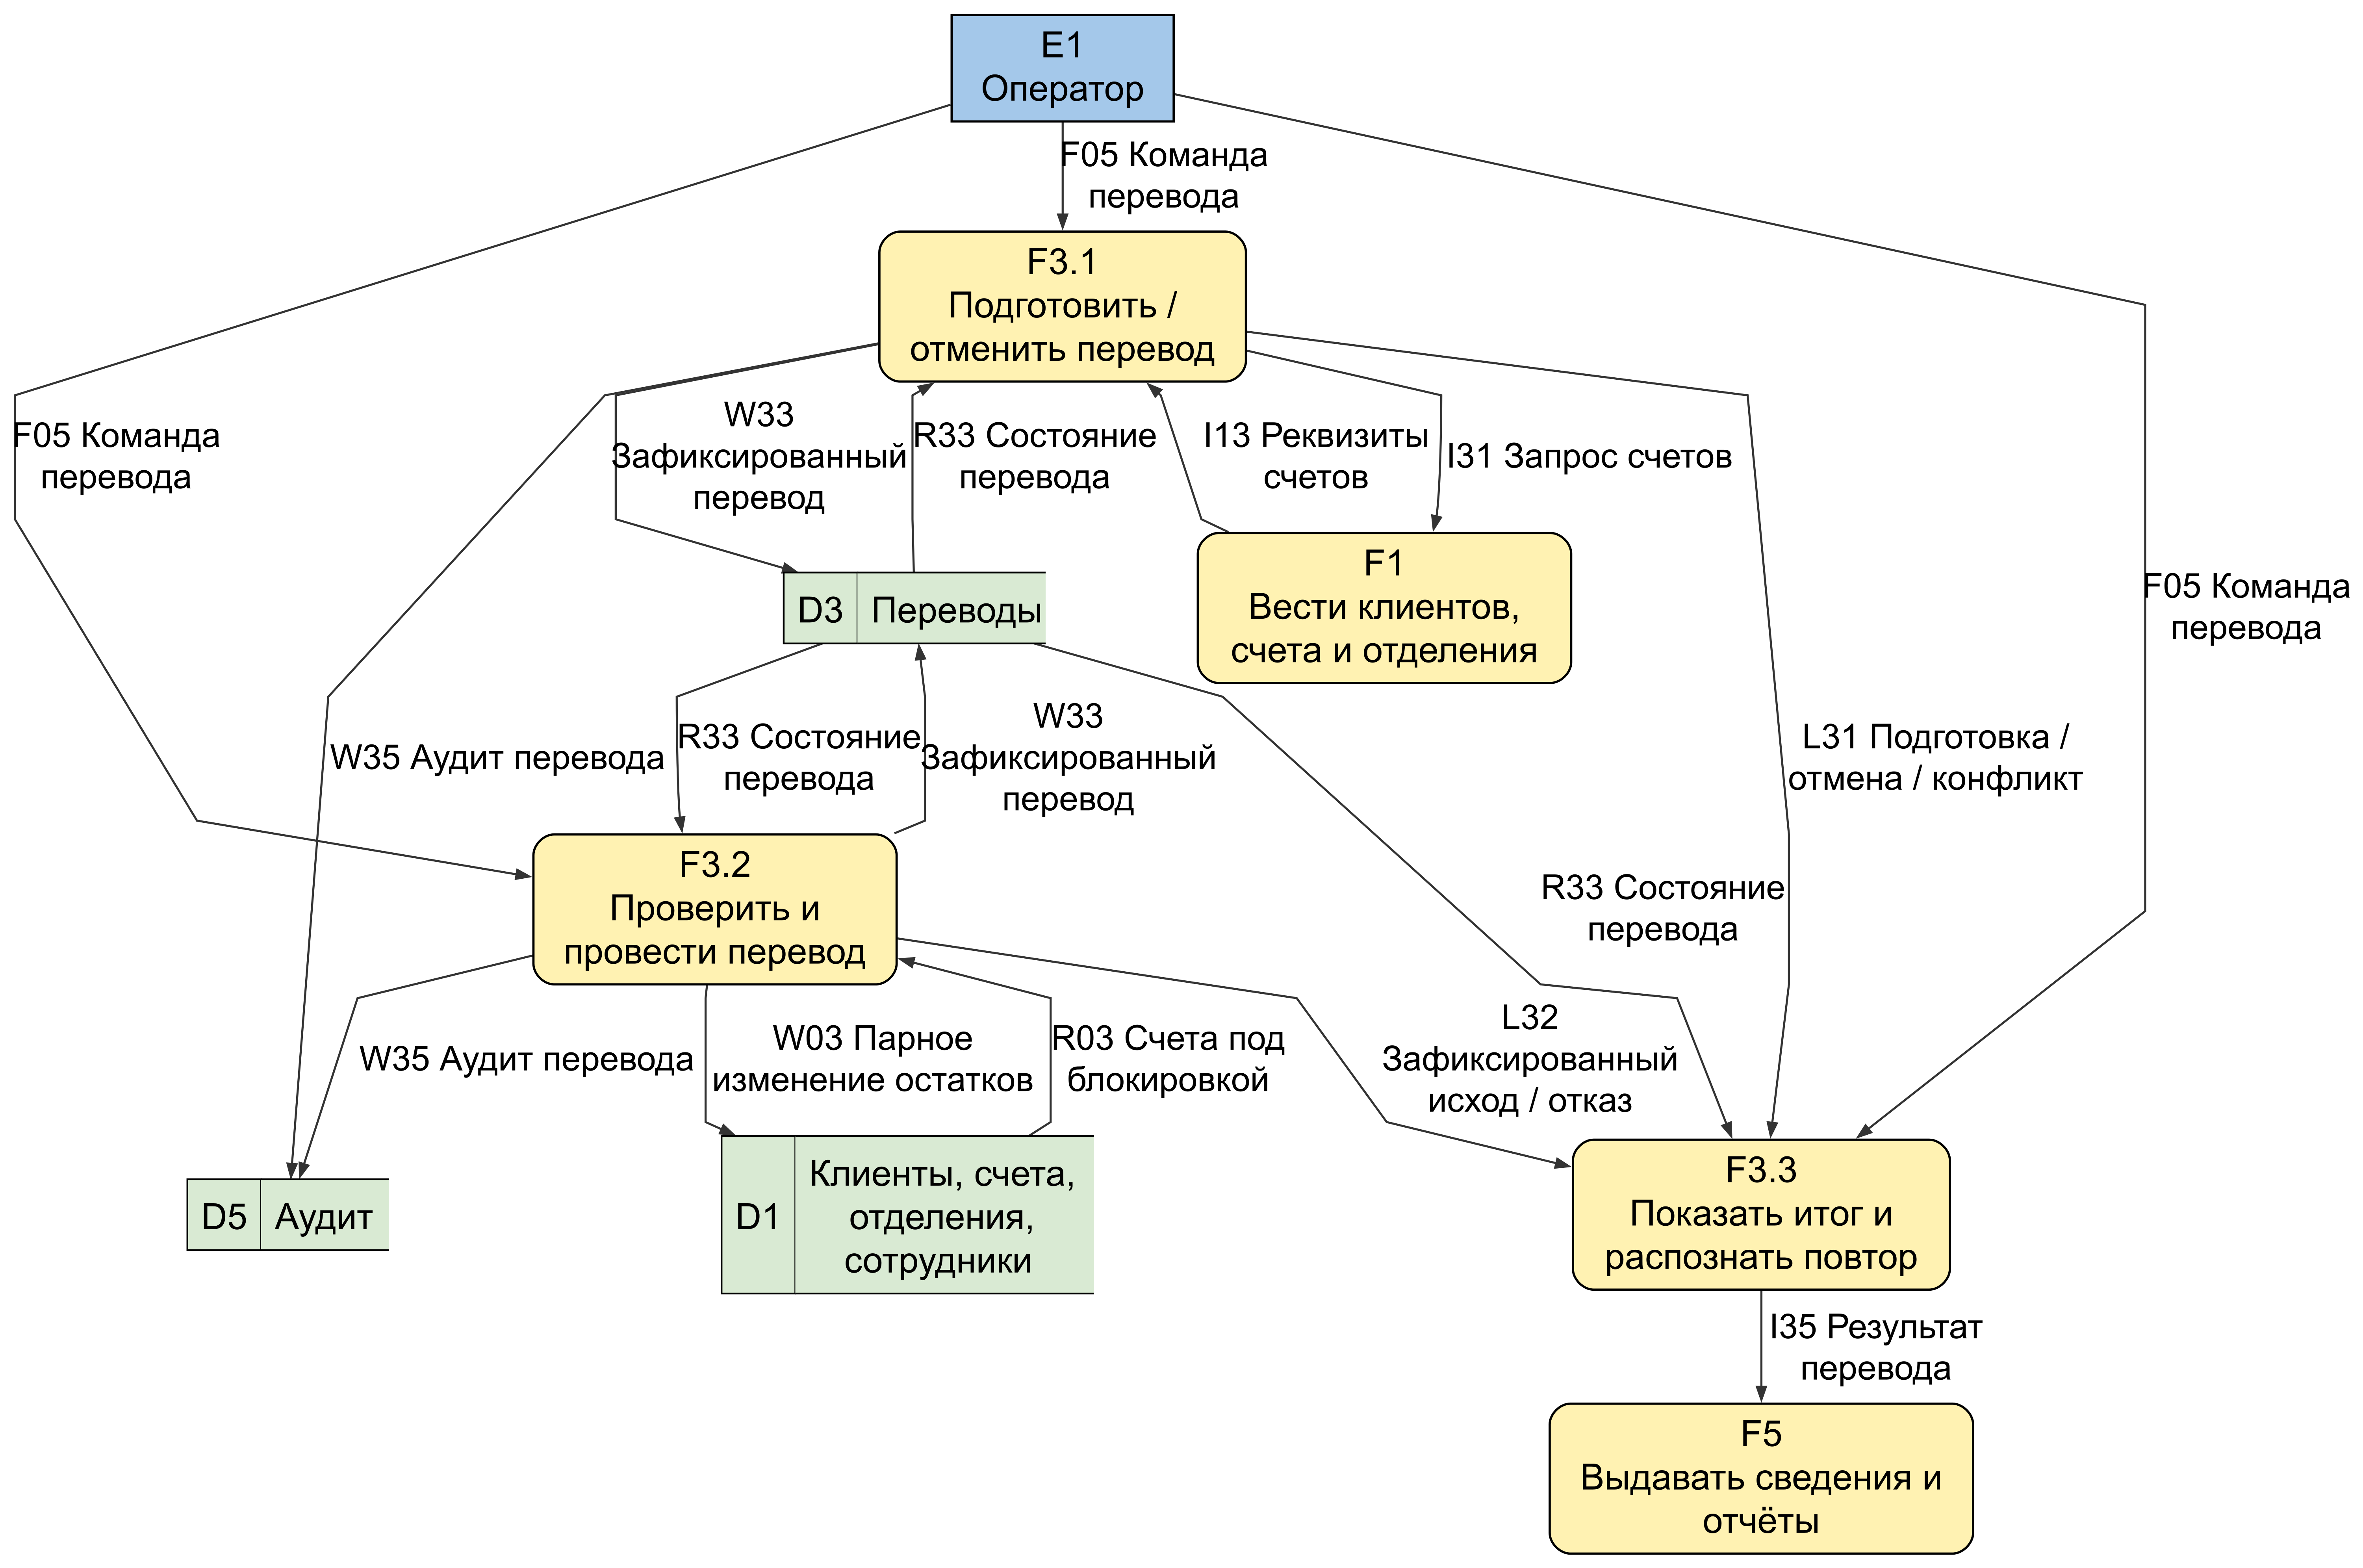 E1
Оператор
F05 Команда
перевода
F3.1
Подготовить /
отменить перевод
F05 Команда
перевода
W33
Зафиксированный
перевод
R33 Состояние
перевода
I13 Реквизиты
счетов
I31 Запрос счетов
F1
Вести клиентов,
счета и отделения
D3
Переводы
F05 Команда
перевода
W35 Аудит перевода
R33 Состояние
перевода
W33
Зафиксированный
перевод
L31 Подготовка /
отмена / конфликт
F3.2
Проверить и
провести перевод
R33 Состояние
перевода
W35 Аудит перевода
W03 Парное
изменение остатков
R03 Счета под
блокировкой
L32
Зафиксированный
исход / отказ
D5
Аудит
D1
Клиенты, счета,
отделения,
сотрудники
F3.3
Показать итог и
распознать повтор
I35 Результат
перевода
F5
Выдавать сведения и
отчёты